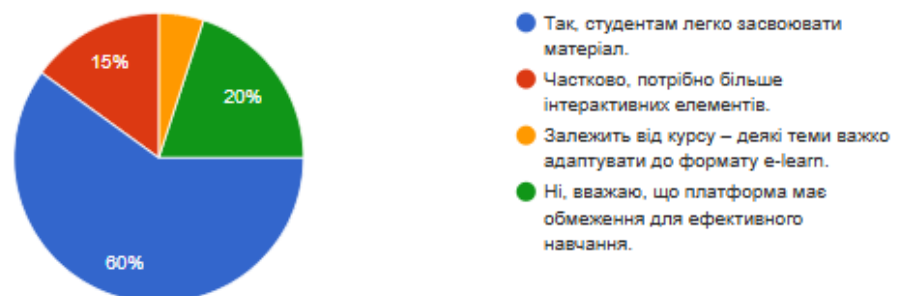 15%
20%
60%
Так, студентам легко засвоювати
матеріал.
Частково, потрібно більше
інтерактивних елементів.
Залежить від курсу – деякі теми важко
адаптувати до формату e-learn.
Ні, вважаю, що платформа має
обмеження для ефективного
навчання.